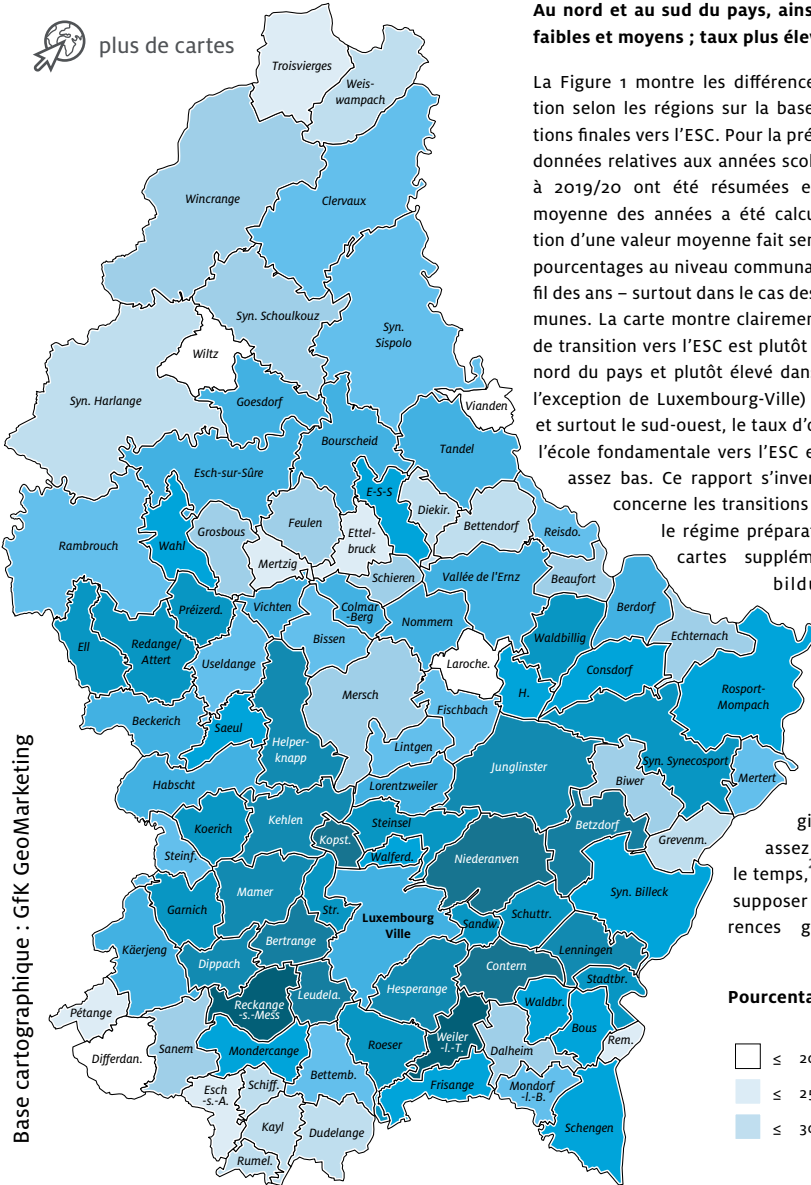 plus de cartes
Au nord et au sud du pays, ains
faibles et moyens ; taux plus élev
La Figure 1 montre les différence
tion selon les régions sur la base
tions finales vers l'ESC. Pour la pré
données relatives aux années scol
à 2019/20 ont été résumées e
moyenne des années a été calcu
tion d'une valeur moyenne fait sen
pourcentages au niveau communa
fil des ans – surtout dans le cas des
munes. La carte montre clairemen
de transition vers l'ESC est plutôt
nord du pays et plutôt élevé dan
l'exception de Luxembourg-Ville)
et surtout le sud-ouest, le taux d'o
l'école fondamentale vers l'ESC e
assez bas. Ce rapport s'inver
concerne les transitions
le régime préparat
cartes supplém
bildu
gi
assez
le temps,²
supposer
rences g
Pourcenta
≤ 20
≤ 25
≤ 30
Troisvierges
Weis-
wampach
Wincrange
Clervaux
Syn. Schoulkouz
Syn.
Sispolo
Wiltz
Syn. Harlange
Goesdorf
Vianden
Bourscheid
Tandel
Esch-sur-Sûre
E-S-S
Diekir.
Bettendorf
Reisdo.
Rambrouch
Wahl
Grosbous
Feulen
Ettel-
bruck
Mertzig
Schieren
Vallée de l'Ernz
Beaufort
Berdorf
Préizerd.
Vichten
Colmar
-Berg
Nommern
Waldbillig
Echternach
Ell
Redange/
Attert
Useldange
Bissen
Laroche.
Consdorf
Rosport-
Mompach
Mersch
H.
Fischbach
Beckerich
Saeul
Helper-
knapp
Lintgen
Junglinster
Syn. Synecosport
Biwer
Mertert
Habscht
Lorentzweiler
Koerich
Kehlen
Steinsel
Kopst.
Betzdorf
Grevenm.
Steinf.
Walferd.
Niederanven
Mamer
Syn. Billeck
Garnich
Str.
Luxembourg
Ville
Sandw.
Schuttr.
Käerjeng
Bertrange
Lenningen
Dippach
Contern
Stadtbr.
Hesperange
Leudela.
Reckange
-s.-Mess
Waldbr.
Pétange
Bous
Rem.
Differdan.
Sanem
Mondercange
Roeser
Weiler
-l.-T.
Dalheim
Bettemb.
Frisange
Mondorf
-l.-B.
Esch
-s.-A.
Schiff.
Kayl
Dudelange
Schengen
Rumel.
Base cartographique : GfK GeoMarketing